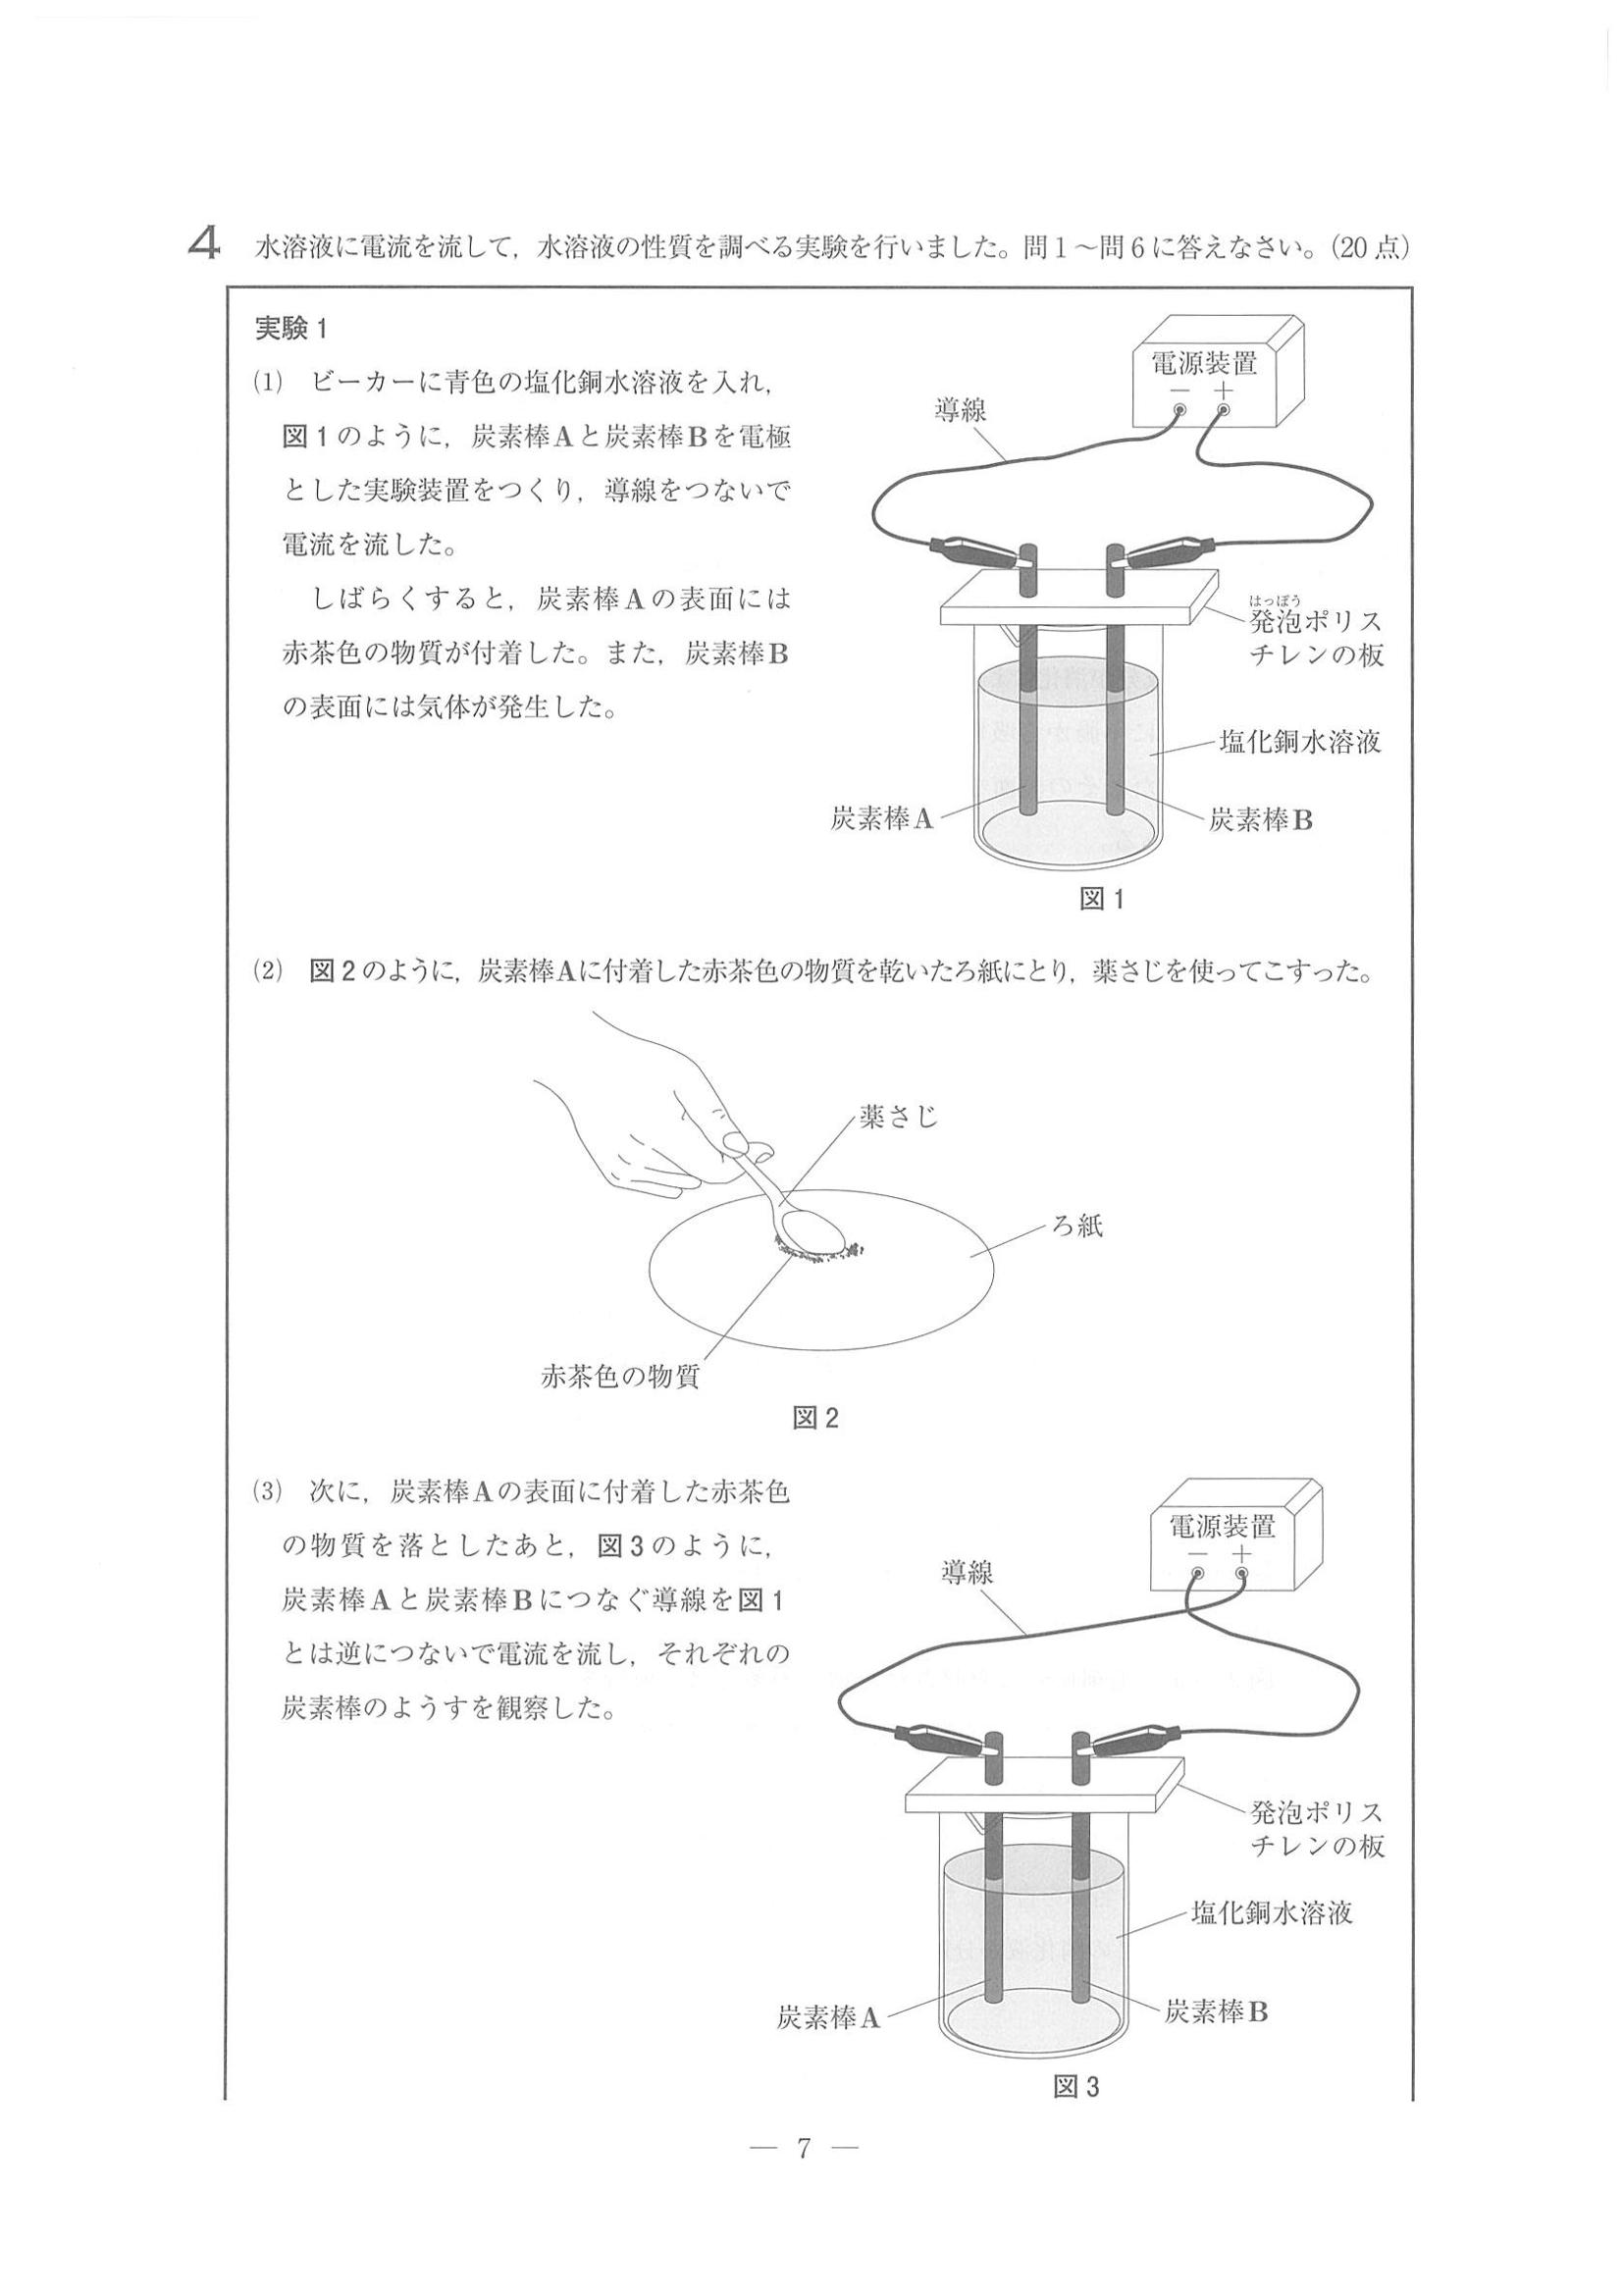 4 水溶液に電流を流して，水溶液の性質を調べる実験を行いました。問1～問6に答えなさい。(20点)
実験1
(1) ビーカーに青色の塩化銅水溶液を入れ，
図1のように，炭素棒Aと炭素棒Bを電極
とした実験装置をつくり，導線をつないで
電流を流した。
しばらくすると，炭素棒Aの表面には
赤茶色の物質が付着した。また，炭素棒B
の表面には気体が発生した。
電源装置
－ ＋
導線
はっぽう
発泡ポリス
チレンの板
塩化銅水溶液
炭素棒A
炭素棒B
図1
(2) 図2のように，炭素棒Aに付着した赤茶色の物質を乾いたろ紙にとり，薬さじを使ってこすった。
薬さじ
ろ紙
赤茶色の物質
図2
(3) 次に，炭素棒Aの表面に付着した赤茶色
の物質を落としたあと，図3のように，
炭素棒Aと炭素棒Bにつなぐ導線を図1
とは逆につないで電流を流し，それぞれの
炭素棒のようすを観察した。
電源装置
－ ＋
導線
発泡ポリス
チレンの板
塩化銅水溶液
炭素棒A
炭素棒B
図3
― 7 ―